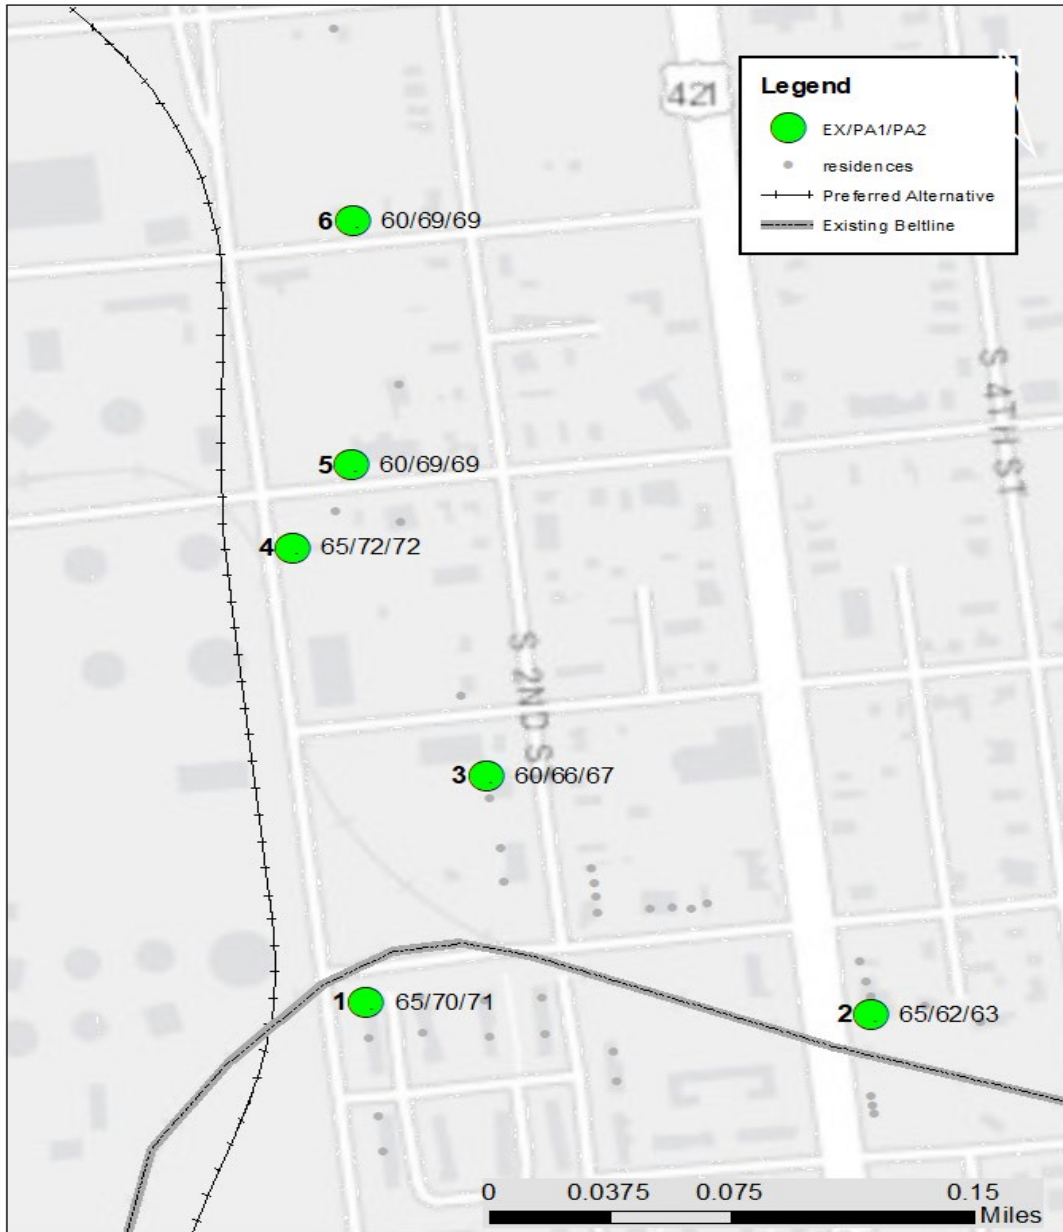 421
Legend
EX/PA1/PA2
residences
Preferred Alternative
Existing Beltline
N
6 60/69/69
S 4TH ST
5 60/69/69
4 65/72/72
S 2ND ST
3 60/66/67
1 65/70/71
2 65/62/63
0 0.0375 0.075 0.15
Miles